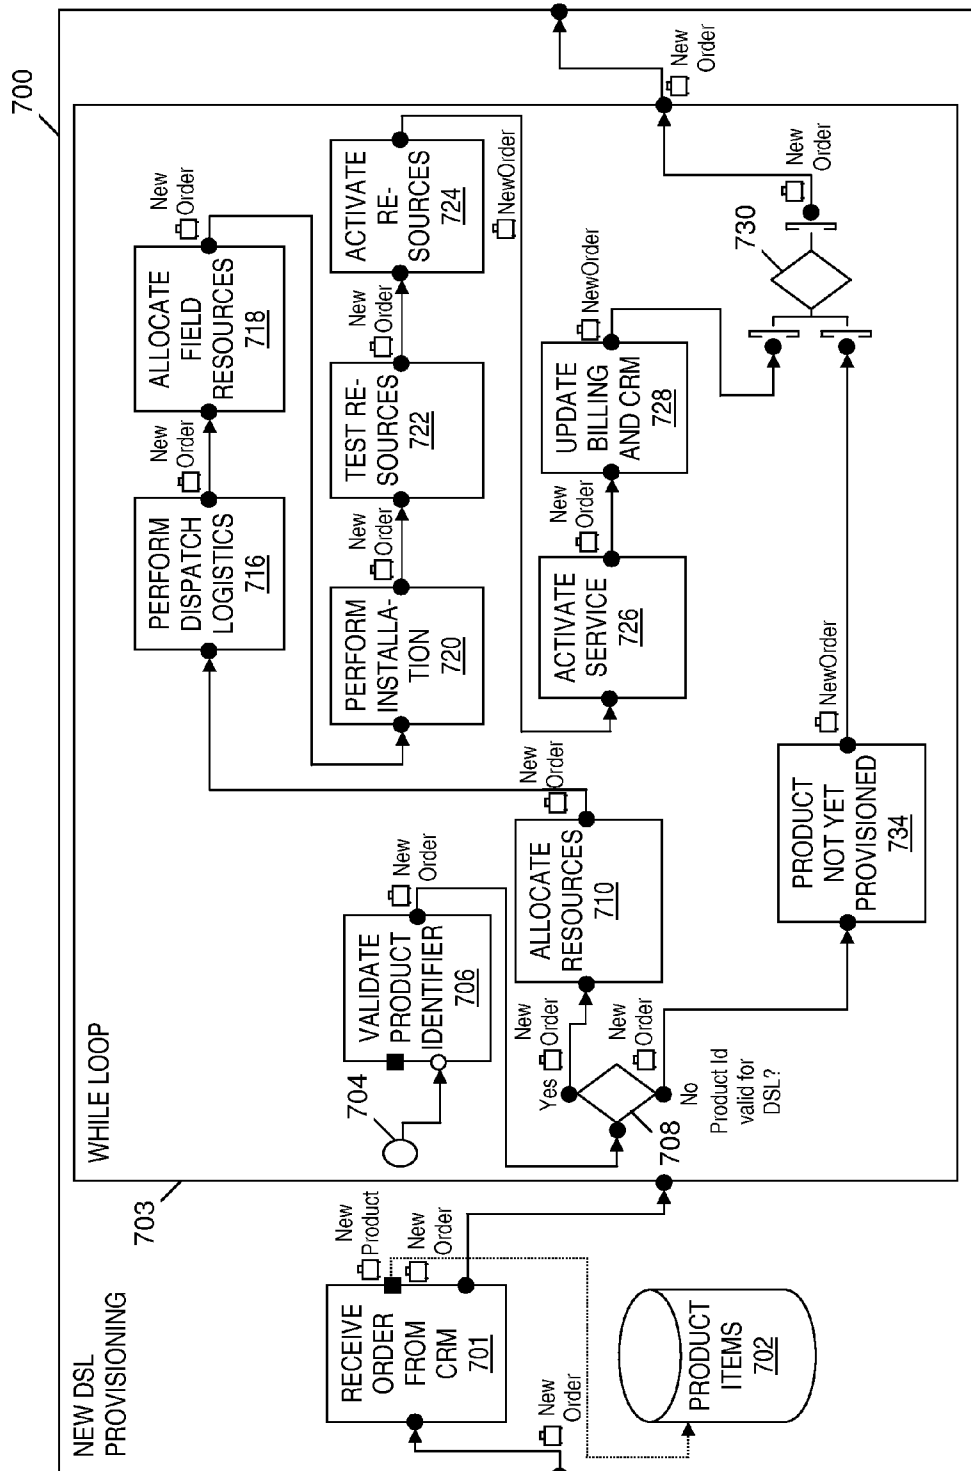 700
NEW DSL
PROVISIONING
703
WHILE LOOP
RECEIVE
ORDER
FROM
CRM
701
New
Product
New
Order
New
Order
PRODUCT
ITEMS
702
704
VALIDATE
PRODUCT
IDENTIFIER
706
New
Order
708
Yes
New
Order
No
New
Order
Product Id
valid for
DSL?
ALLOCATE
RESOURCES
710
New
Order
PERFORM
DISPATCH
LOGISTICS
716
New
Order
ALLOCATE
FIELD
RESOURCES
718
New
Order
PERFORM
INSTALLA-
TION
720
New
Order
TEST RE-
SOURCES
722
New
Order
ACTIVATE
RE-
SOURCES
724
NewOrder
ACTIVATE
SERVICE
726
New
Order
UPDATE
BILLING
AND CRM
728
NewOrder
PRODUCT
NOT YET
PROVISIONED
734
NewOrder
730
New
Order
New
Order